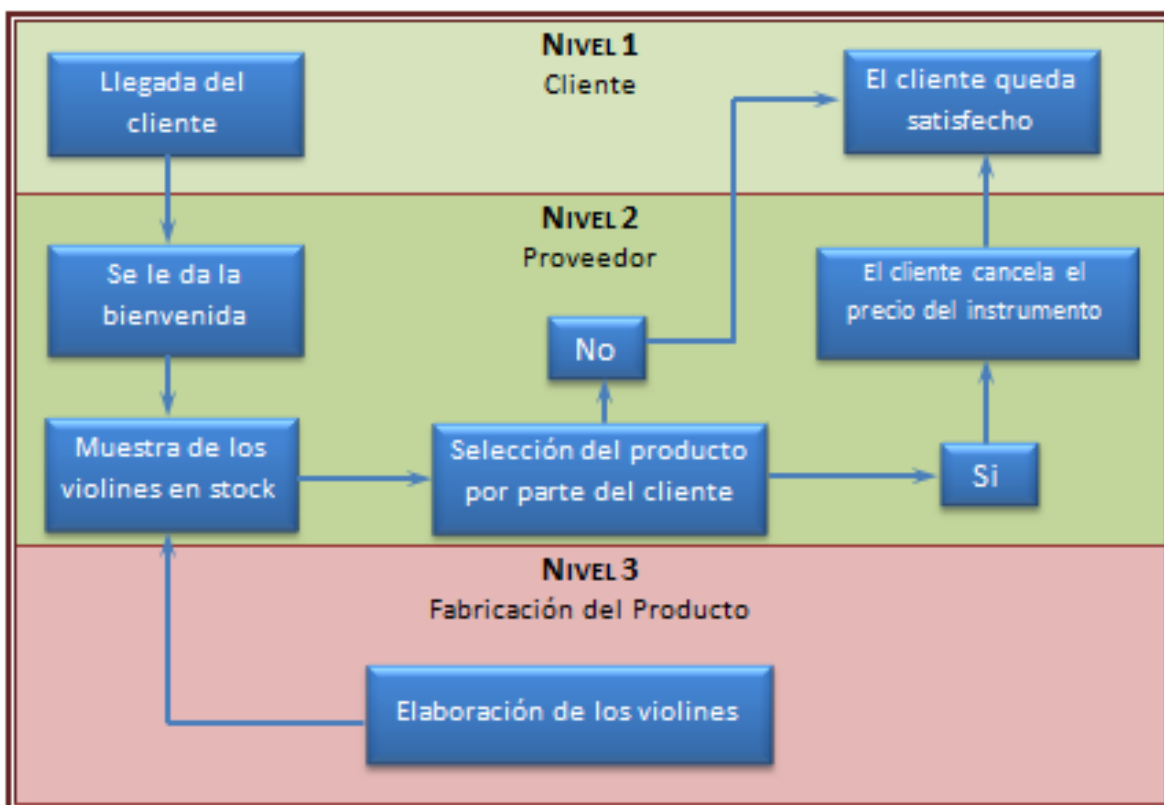 NIVEL 1
Cliente
Llegada del
cliente
El cliente queda
satisfecho
NIVEL 2
Proveedor
Se le da la
bienvenida
El cliente cancela el
precio del instrumento
No
Muestra de los
violines en stock
Selección del producto
por parte del cliente
Si
NIVEL 3
Fabricación del Producto
Elaboración de los violines